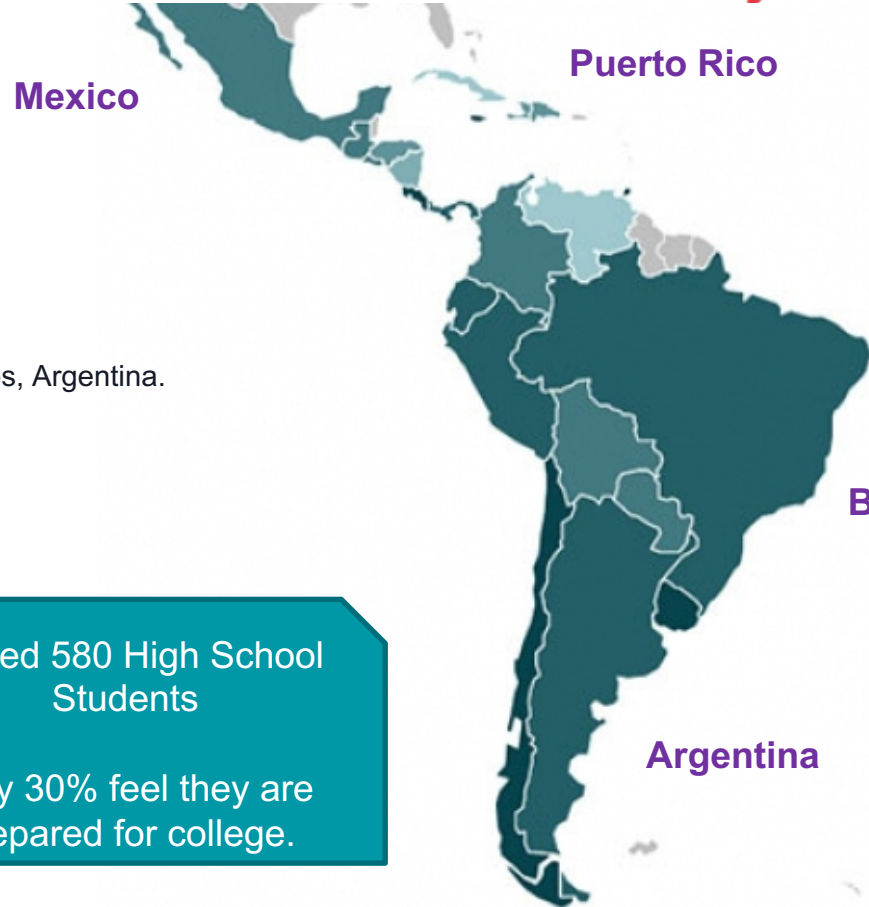 Puerto Rico
Mexico
s, Argentina.
B
ed 580 High School
Students
y 30% feel they are
epared for college.
Argentina